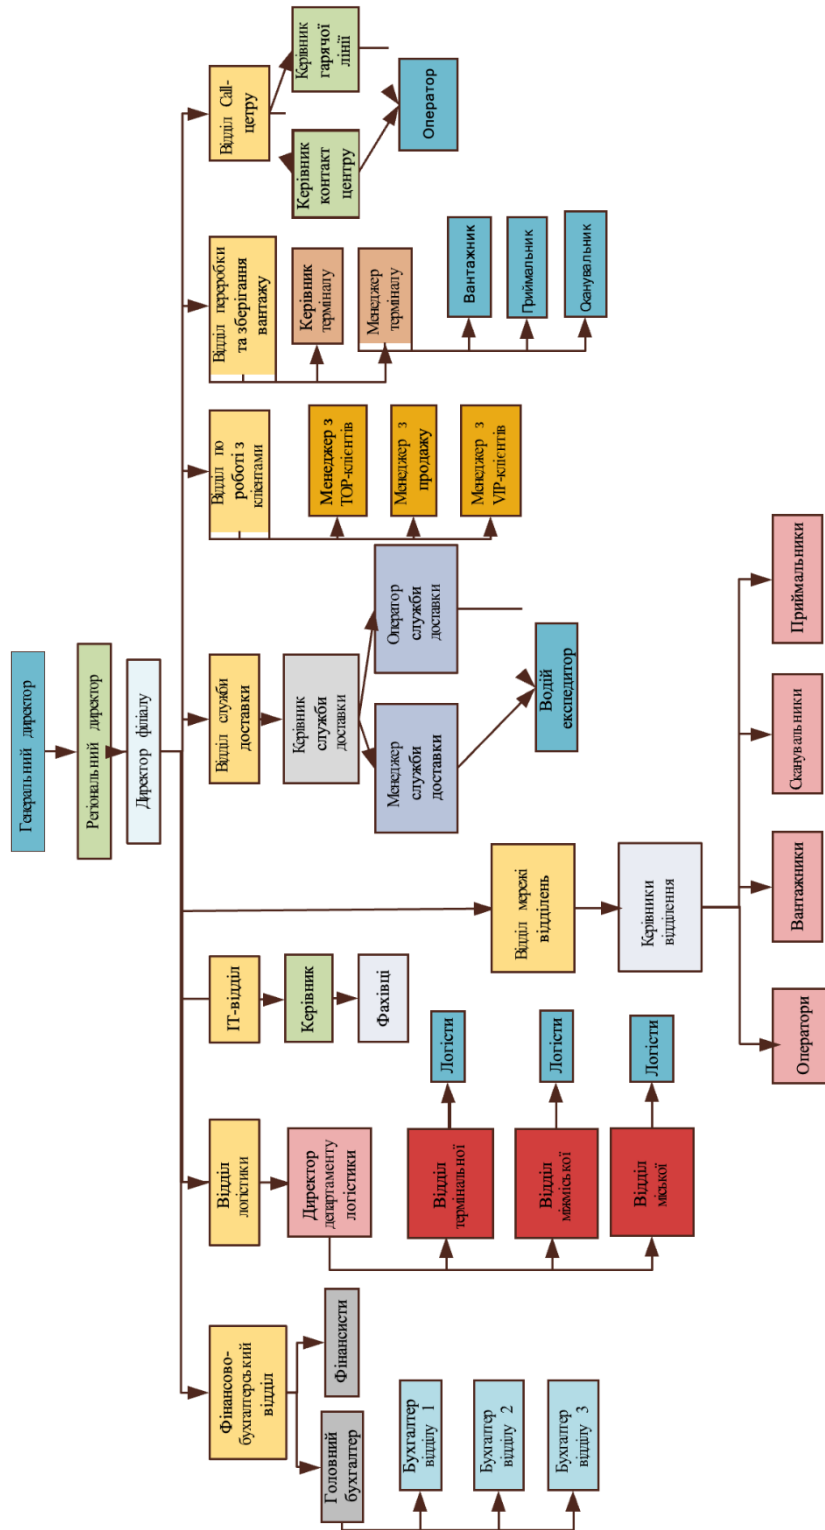 Генеральний директор
Регіональний директор
Директор філіалу
Фінансово-
бухгалтерський
відділ
Відділ
логістики
ІТ-відділ
Відділ служби
доставки
Відділ по
роботі з
клієнтами
Відділ переробки
та зберігання
вантажу
Відділ Call-
цетру
Головний
бухгалтер
Фінансисти
Бухгалтер
відділу 1
Бухгалтер
відділу 2
Бухгалтер
відділу 3
Директор
департаменту
логістики
Відділ
термінальної
Логісти
Відділ
міжміської
Логісти
Відділ
міської
Логісти
Керівник
Фахівці
Відділ мережі
відділень
Керівники
відділення
Оператори
Вантажники
Сканувальники
Приймальники
Керівник
служби
доставки
Менеджер
служби
доставки
Оператор
служби
доставки
Водій
експедитор
Менеджер з
TOP-клієнтів
Менеджер з
продажу
Менеджер з
VIP-клієнтів
Керівник
терміналу
Менеджер
терміналу
Вантажник
Приймальник
Сканувальник
Керівник
контакт
центру
Керівник
гарячої
лінії
Оператор